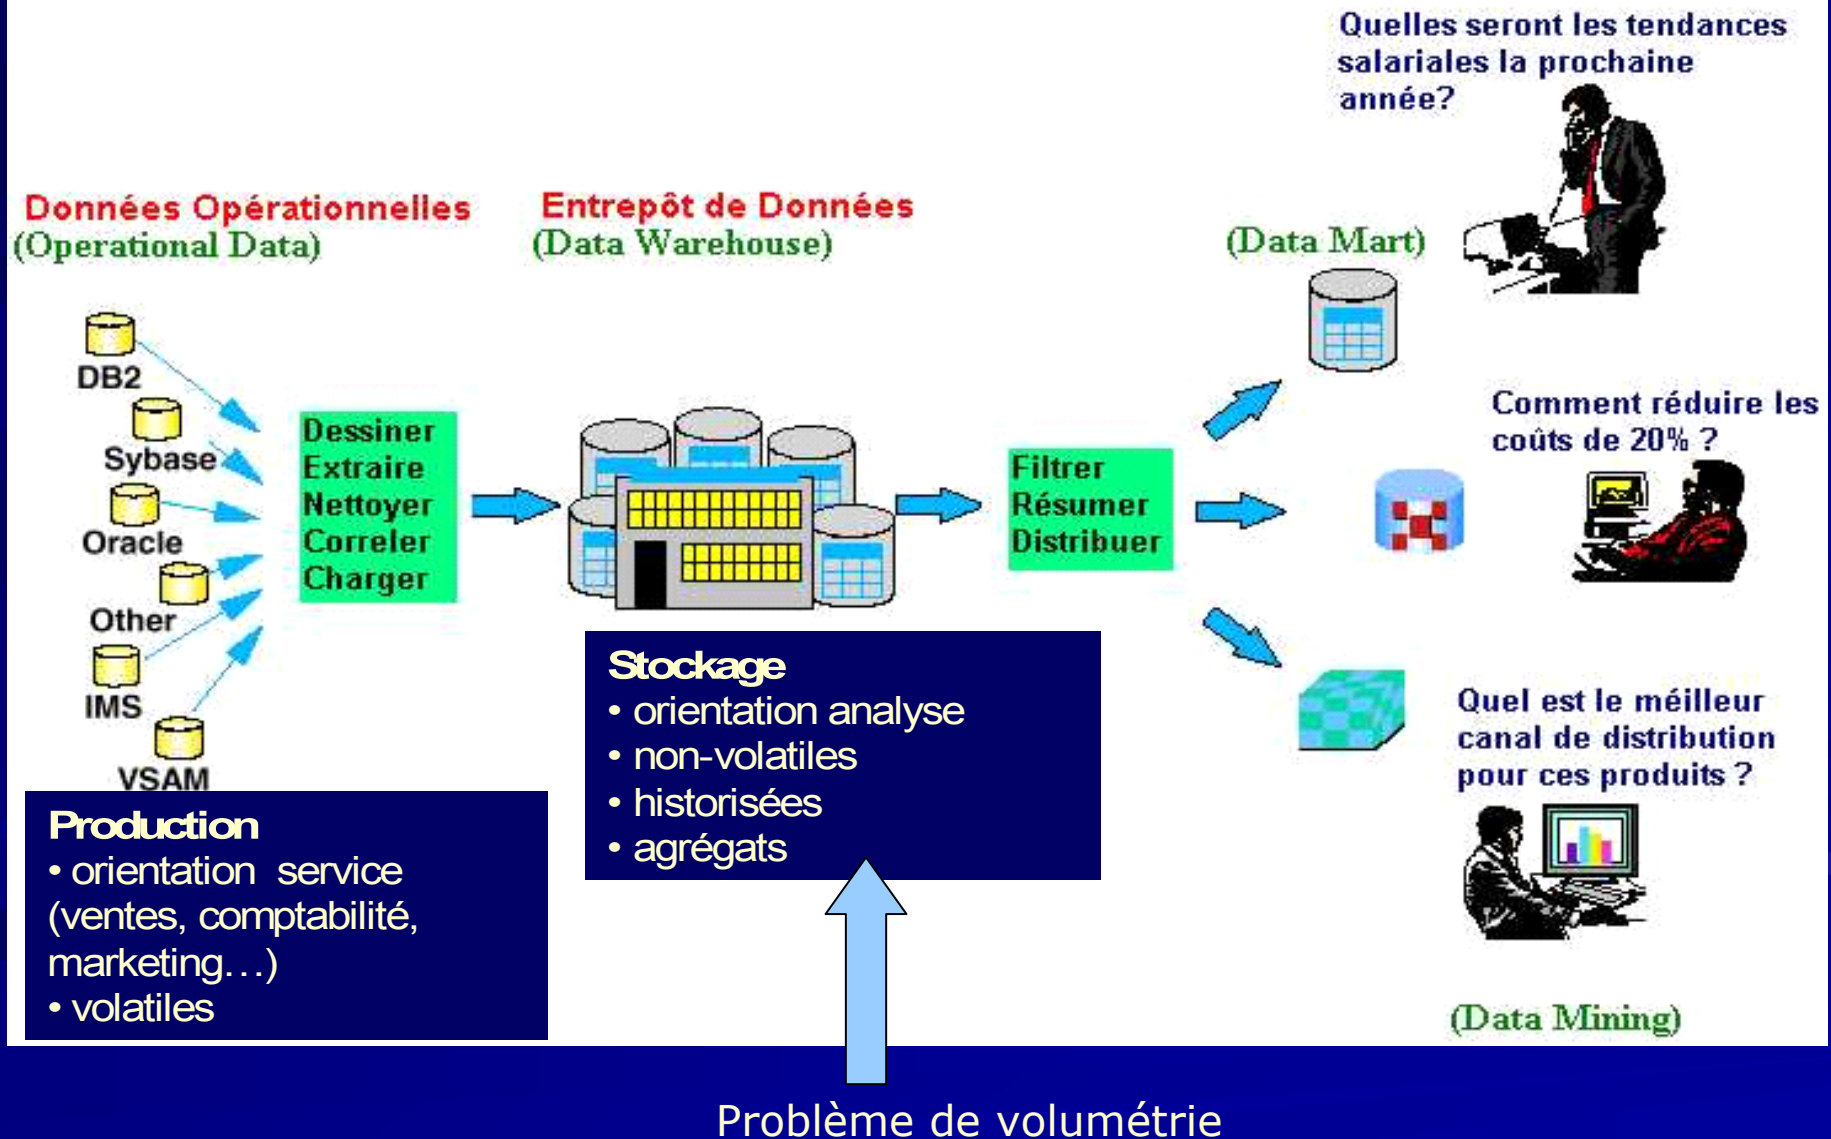 Quelles seront les tendances
salariales la prochaine
année?
Données Opérationnelles
(Operational Data)
Entrepôt de Données
(Data Warehouse)
(Data Mart)
DB2
Sybase
Oracle
Other
IMS
VSAM
Dessiner
Extraire
Nettoyer
Correler
Charger
Filtrer
Résumer
Distribuer
Comment réduire les
coûts de 20% ?
Quel est le méilleur
canal de distribution
pour ces produits ?
(Data Mining)
Production
• orientation service
(ventes, comptabilité,
marketing…)
• volatiles
Stockage
• orientation analyse
• non-volatiles
• historisées
• agrégats
Problème de volumétrie